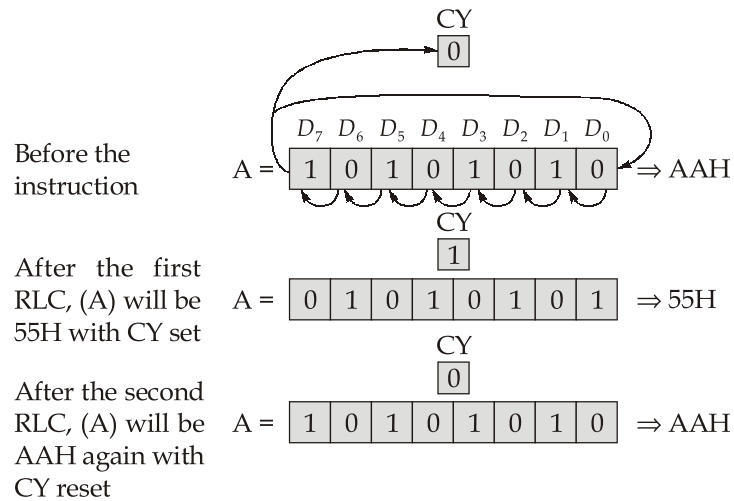 CY
0
D7 D6 D5 D4 D3 D2 D1 D0
Before the
instruction
A = 1 0 1 0 1 0 1 0 ⇒ AAH
CY
1
After the first
RLC, (A) will be
55H with CY set
A = 0 1 0 1 0 1 0 1 ⇒ 55H
CY
0
After the second
RLC, (A) will be
AAH again with
CY reset
A = 1 0 1 0 1 0 1 0 ⇒ AAH